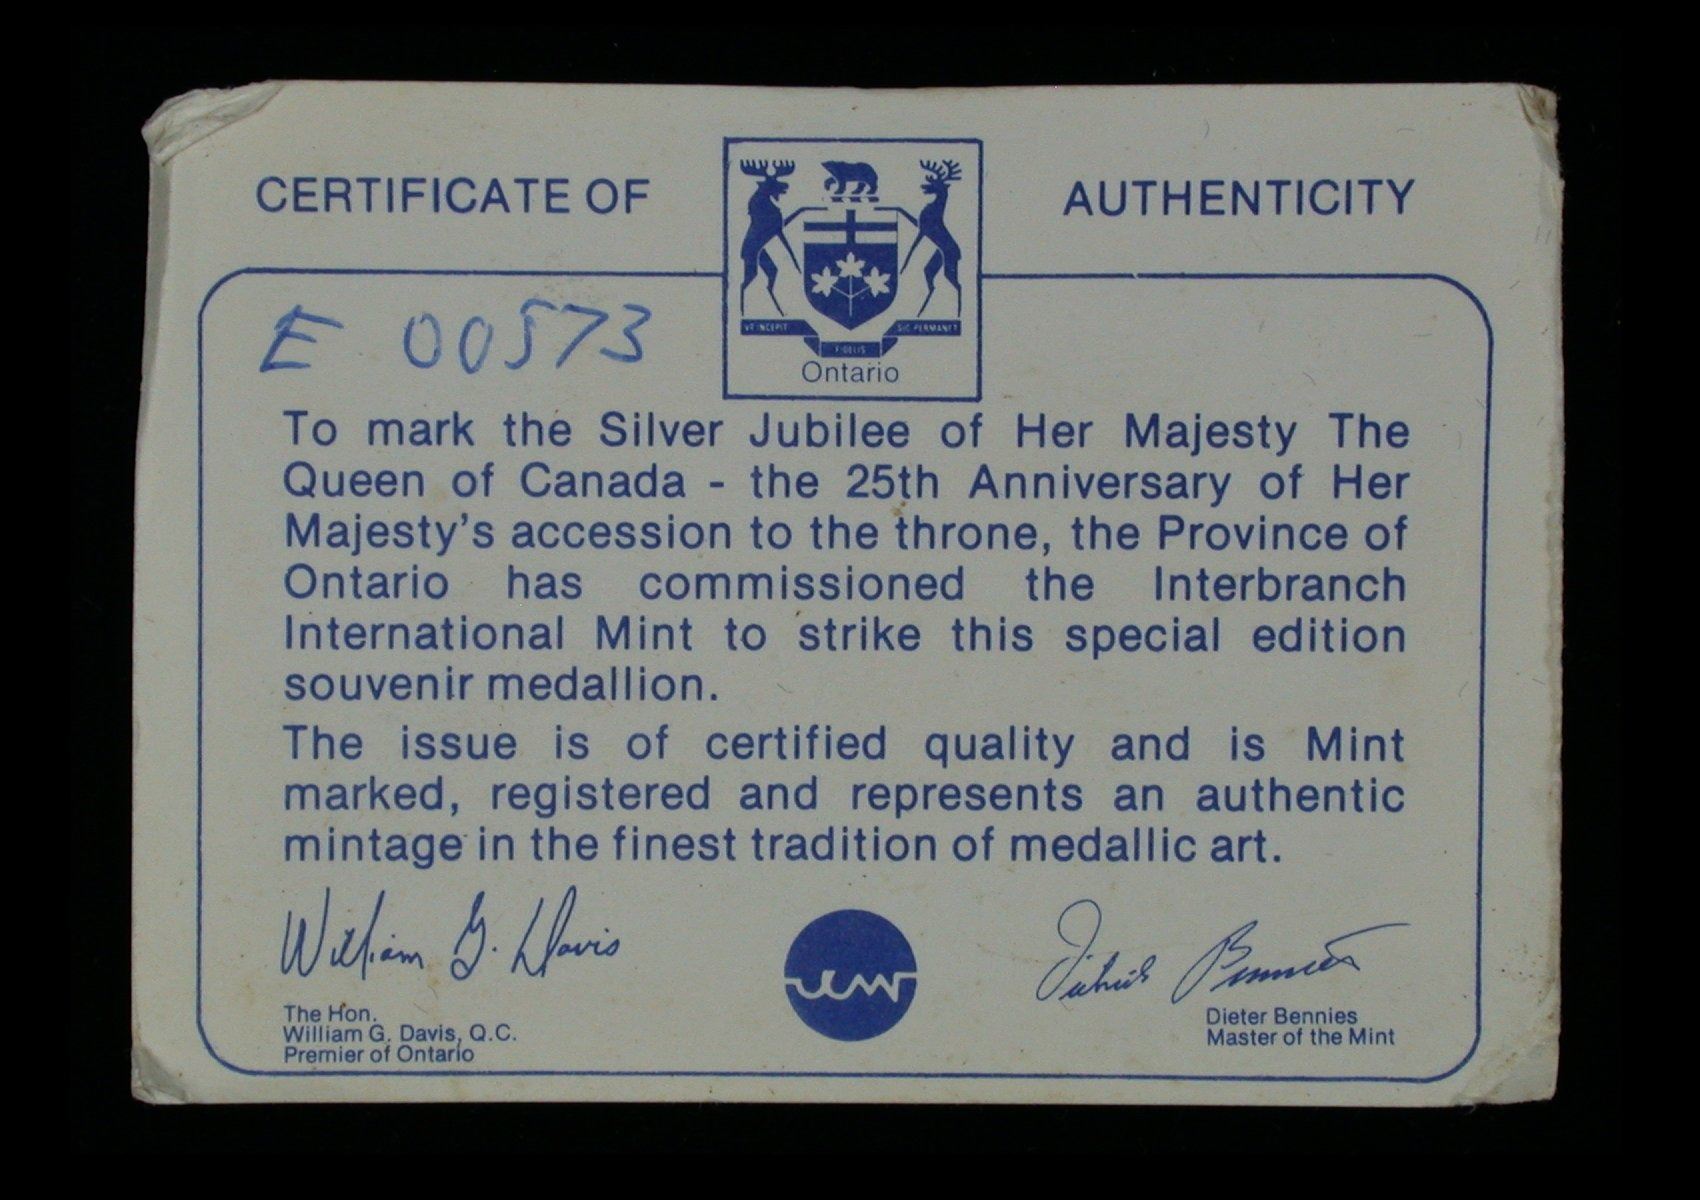 CERTIFICATE OF AUTHENTICITY
E 00573
UT INCEPIT SIC PERMANET
FIDELIS
Ontario
To mark the Silver Jubilee of Her Majesty The
Queen of Canada - the 25th Anniversary of Her
Majesty's accession to the throne, the Province of
Ontario has commissioned the Interbranch
International Mint to strike this special edition
souvenir medallion.
The issue is of certified quality and is Mint
marked, registered and represents an authentic
mintage in the finest tradition of medallic art.
William G. Davis
The Hon.
William G. Davis, Q.C.
Premier of Ontario
Dieter Bennies
Master of the Mint